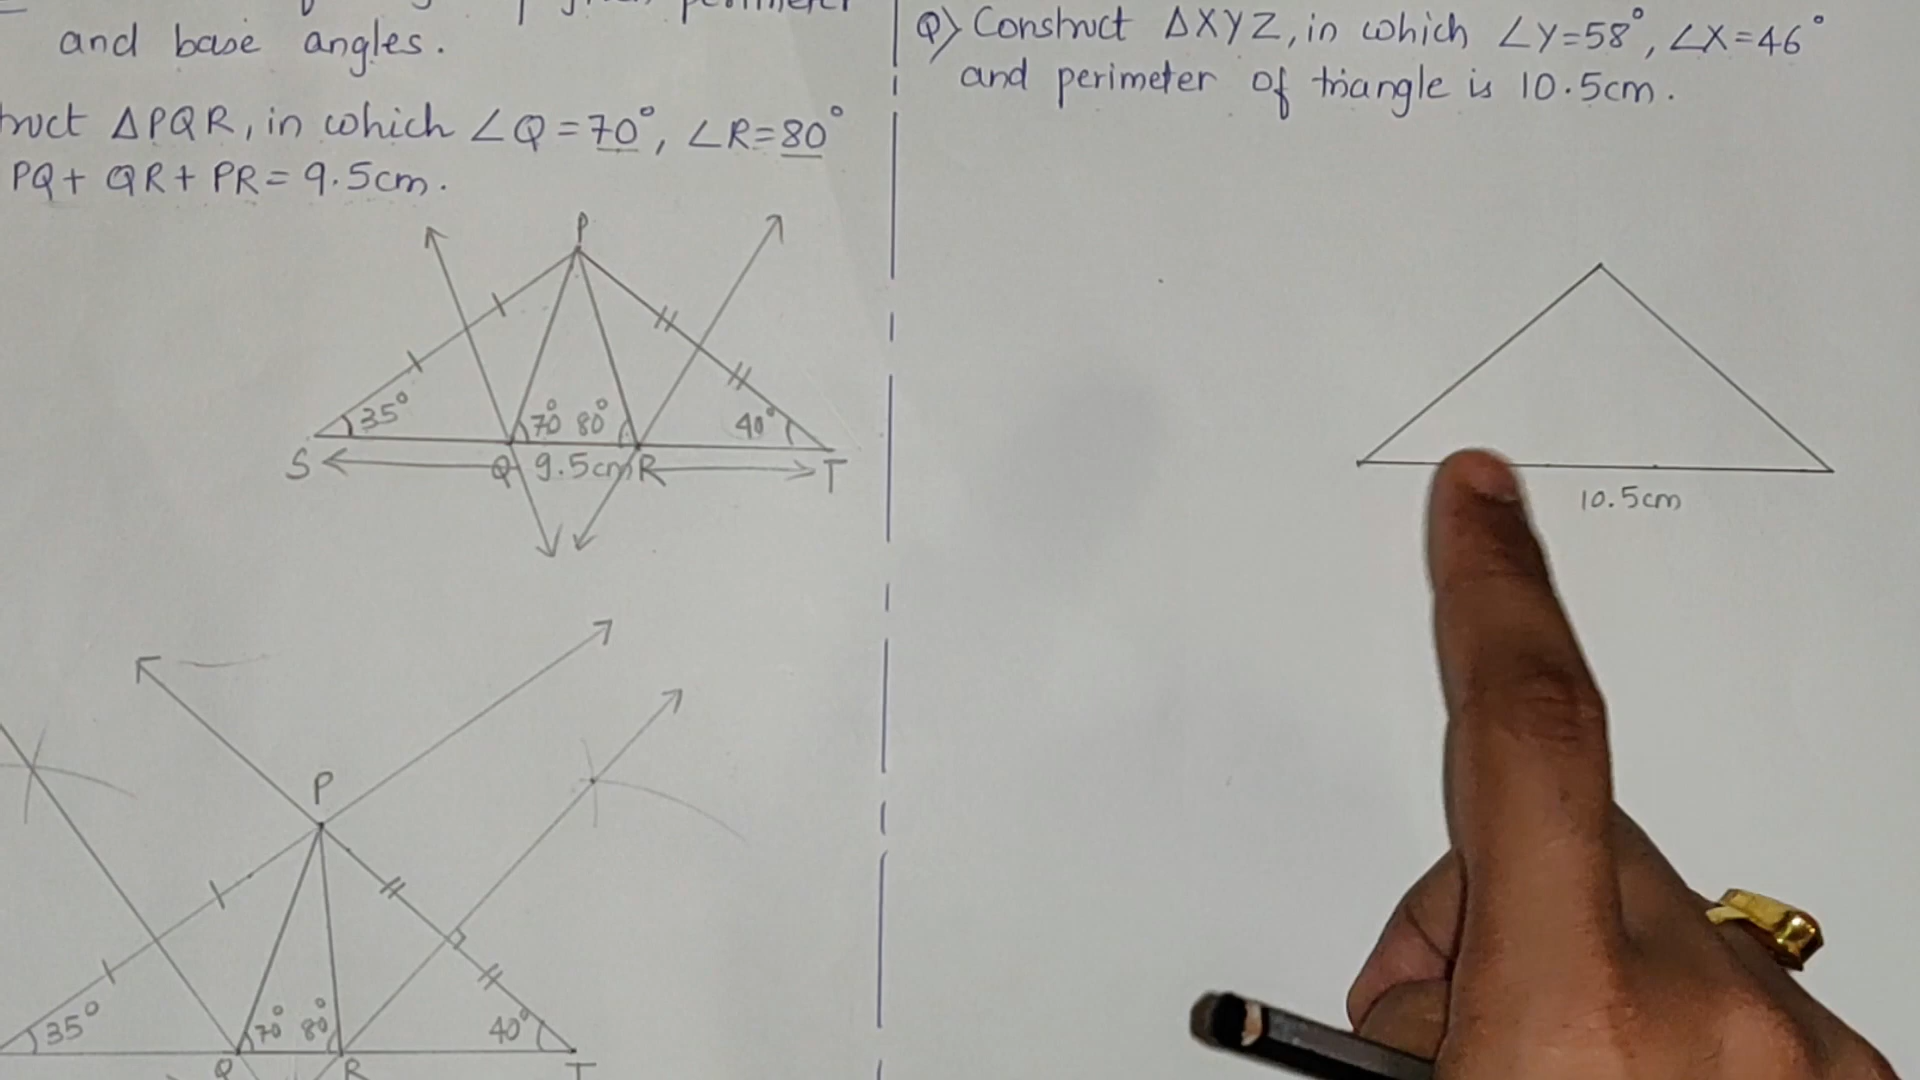 and base angles.
ΔPQR, in which ∠Q=70°, ∠R=80°
PQ+ QR+ PR= 9.5cm.
P
35°
70° 80°
40°
S
Q
9.5cm
R
T
P
35°
70° 80°
40°
Q
R
T
Q) Construct ΔXYZ, in which ∠Y=58°, ∠X=46°
and perimeter of triangle is 10.5cm.
10.5cm